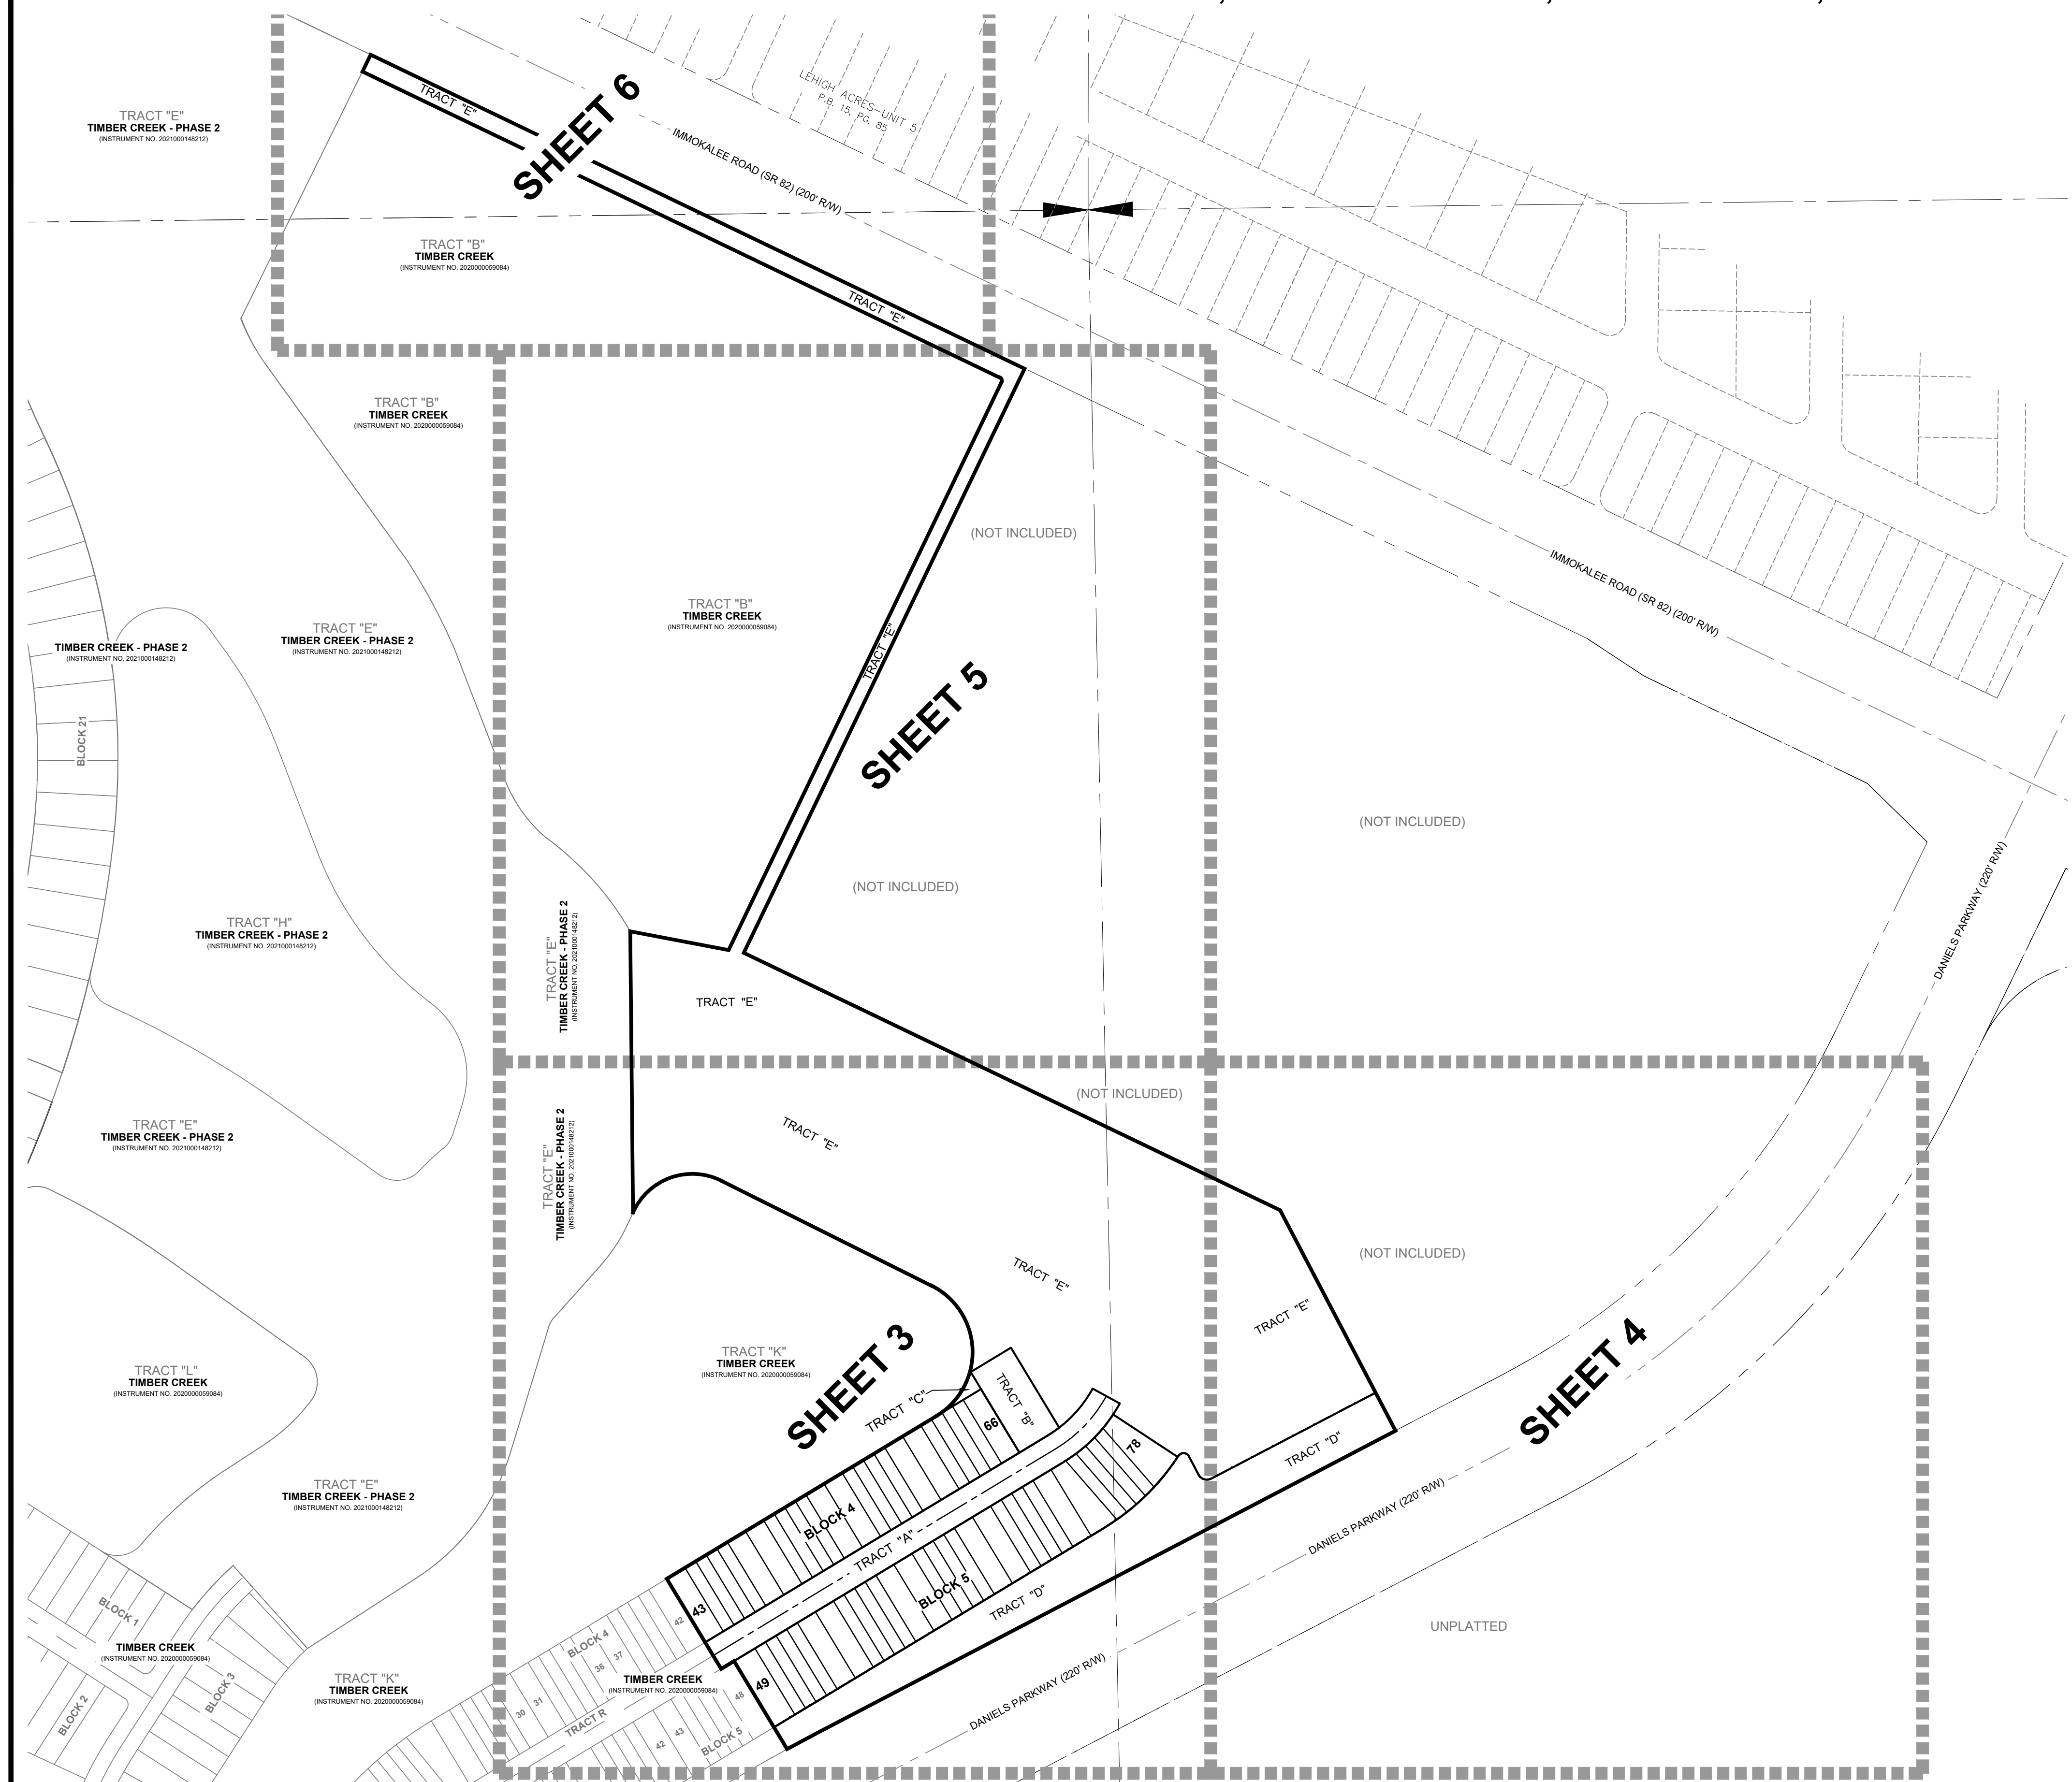 LEHIGH ACRES-UNIT 5
P.B. 15, PG. 85
TRACT "E"
TRACT "E"
TIMBER CREEK - PHASE 2
(INSTRUMENT NO. 2021000148212)
SHEET 6
IMMOKALEE ROAD (SR 82) (200' R/W)
TRACT "B"
TIMBER CREEK
(INSTRUMENT NO. 2020000059084)
TRACT "E"
TRACT "B"
TIMBER CREEK
(INSTRUMENT NO. 2020000059084)
(NOT INCLUDED)
IMMOKALEE ROAD (SR 82) (200' R/W)
TRACT "B"
TIMBER CREEK
(INSTRUMENT NO. 2020000059084)
TRACT "E"
TIMBER CREEK - PHASE 2
(INSTRUMENT NO. 2021000148212)
TIMBER CREEK - PHASE 2
(INSTRUMENT NO. 2021000148212)
TRACT "E"
SHEET 5
BLOCK 21
(NOT INCLUDED)
(NOT INCLUDED)
DANIELS PARKWAY (220' R/W)
TRACT "H"
TIMBER CREEK - PHASE 2
(INSTRUMENT NO. 2021000148212)
TRACT "E"
TIMBER CREEK - PHASE 2
(INSTRUMENT NO. 2021000148212)
TRACT "E"
(NOT INCLUDED)
TRACT "E"
TIMBER CREEK - PHASE 2
(INSTRUMENT NO. 2021000148212)
TRACT "E"
TRACT "E"
TIMBER CREEK - PHASE 2
(INSTRUMENT NO. 2021000148212)
(NOT INCLUDED)
TRACT "E"
TRACT "E"
TRACT "L"
TIMBER CREEK
(INSTRUMENT NO. 2020000059084)
TRACT "K"
TIMBER CREEK
(INSTRUMENT NO. 2020000059084)
SHEET 3
SHEET 4
TRACT "C"
TRACT "B"
66
78
TRACT "D"
TRACT "E"
TIMBER CREEK - PHASE 2
(INSTRUMENT NO. 2021000148212)
BLOCK 4
TRACT "A"
BLOCK 5
DANIELS PARKWAY (220' R/W)
TRACT "D"
43
49
UNPLATTED
DANIELS PARKWAY (220' R/W)
BLOCK 1
TIMBER CREEK
(INSTRUMENT NO. 2020000059084)
BLOCK 2
BLOCK 3
TRACT "K"
TIMBER CREEK
(INSTRUMENT NO. 2020000059084)
42
BLOCK 4
37
36
31
30
TIMBER CREEK
(INSTRUMENT NO. 2020000059084)
TRACT R
48
43
42
BLOCK 5